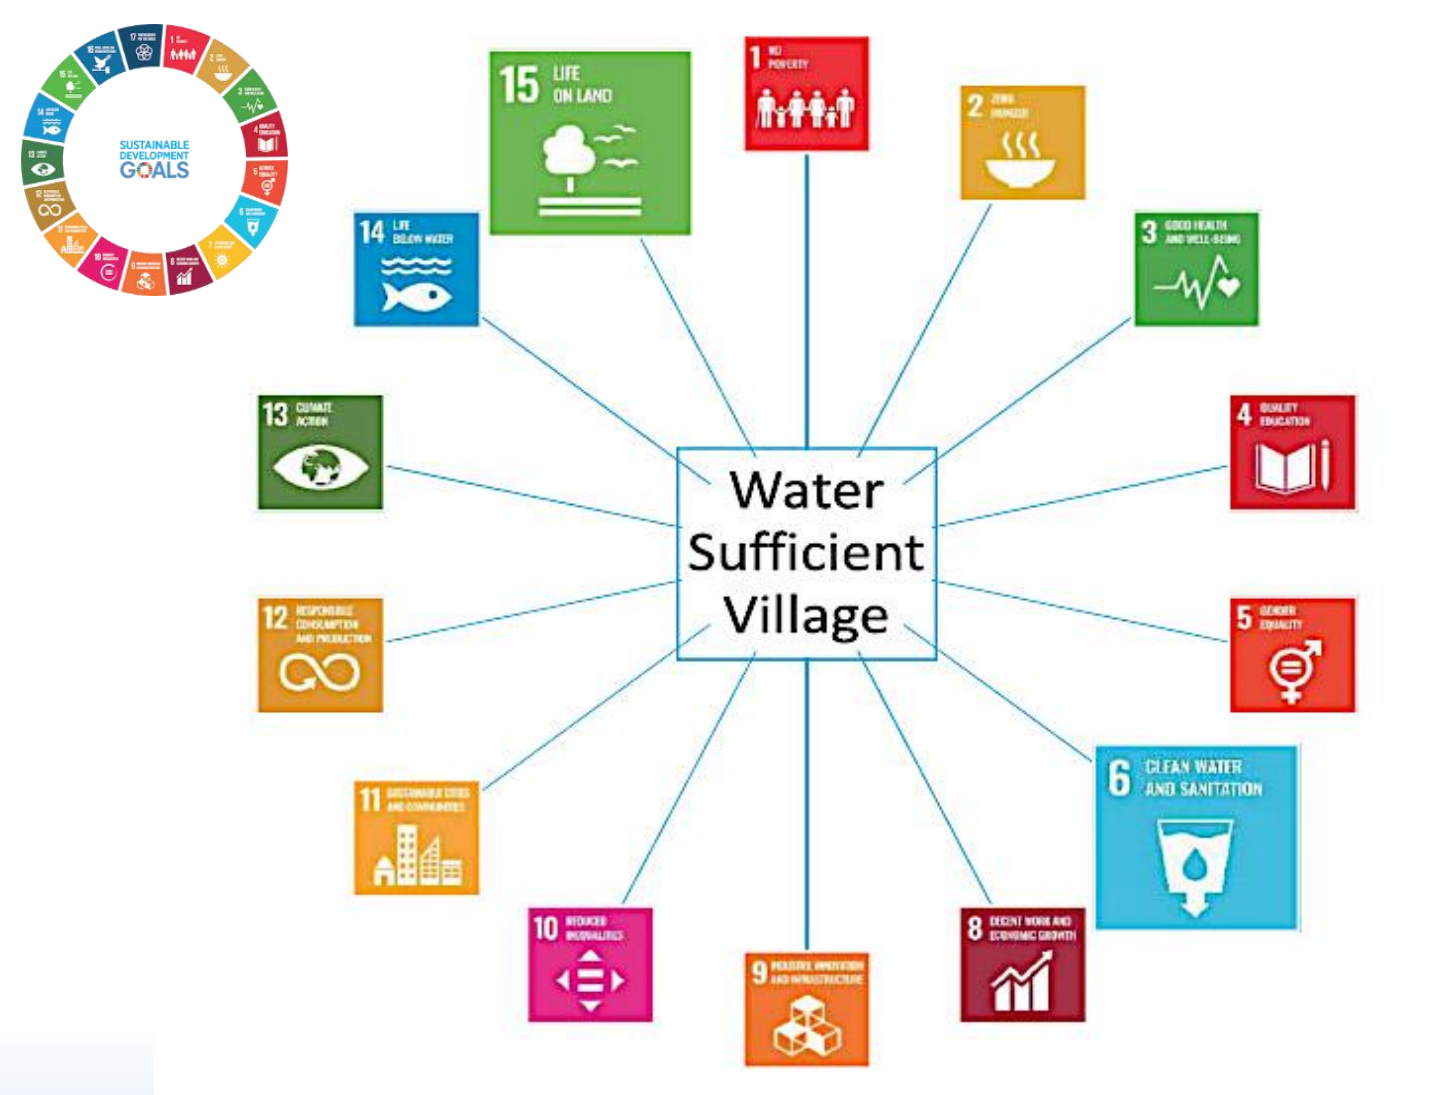 SUSTAINABLE
DEVELOPMENT
GOALS
15 LIFE
ON LAND
1 NO
POVERTY
2 ZERO
HUNGER
14 LIFE
BELOW WATER
3 GOOD HEALTH
AND WELL-BEING
13 CLIMATE
ACTION
4 QUALITY
EDUCATION
Water
Sufficient
Village
12 RESPONSIBLE
CONSUMPTION
AND PRODUCTION
5 GENDER
EQUALITY
6 CLEAN WATER
AND SANITATION
11 SUSTAINABLE CITIES
AND COMMUNITIES
10 REDUCED
INEQUALITIES
8 DECENT WORK AND
ECONOMIC GROWTH
9 INDUSTRY, INNOVATION
AND INFRASTRUCTURE